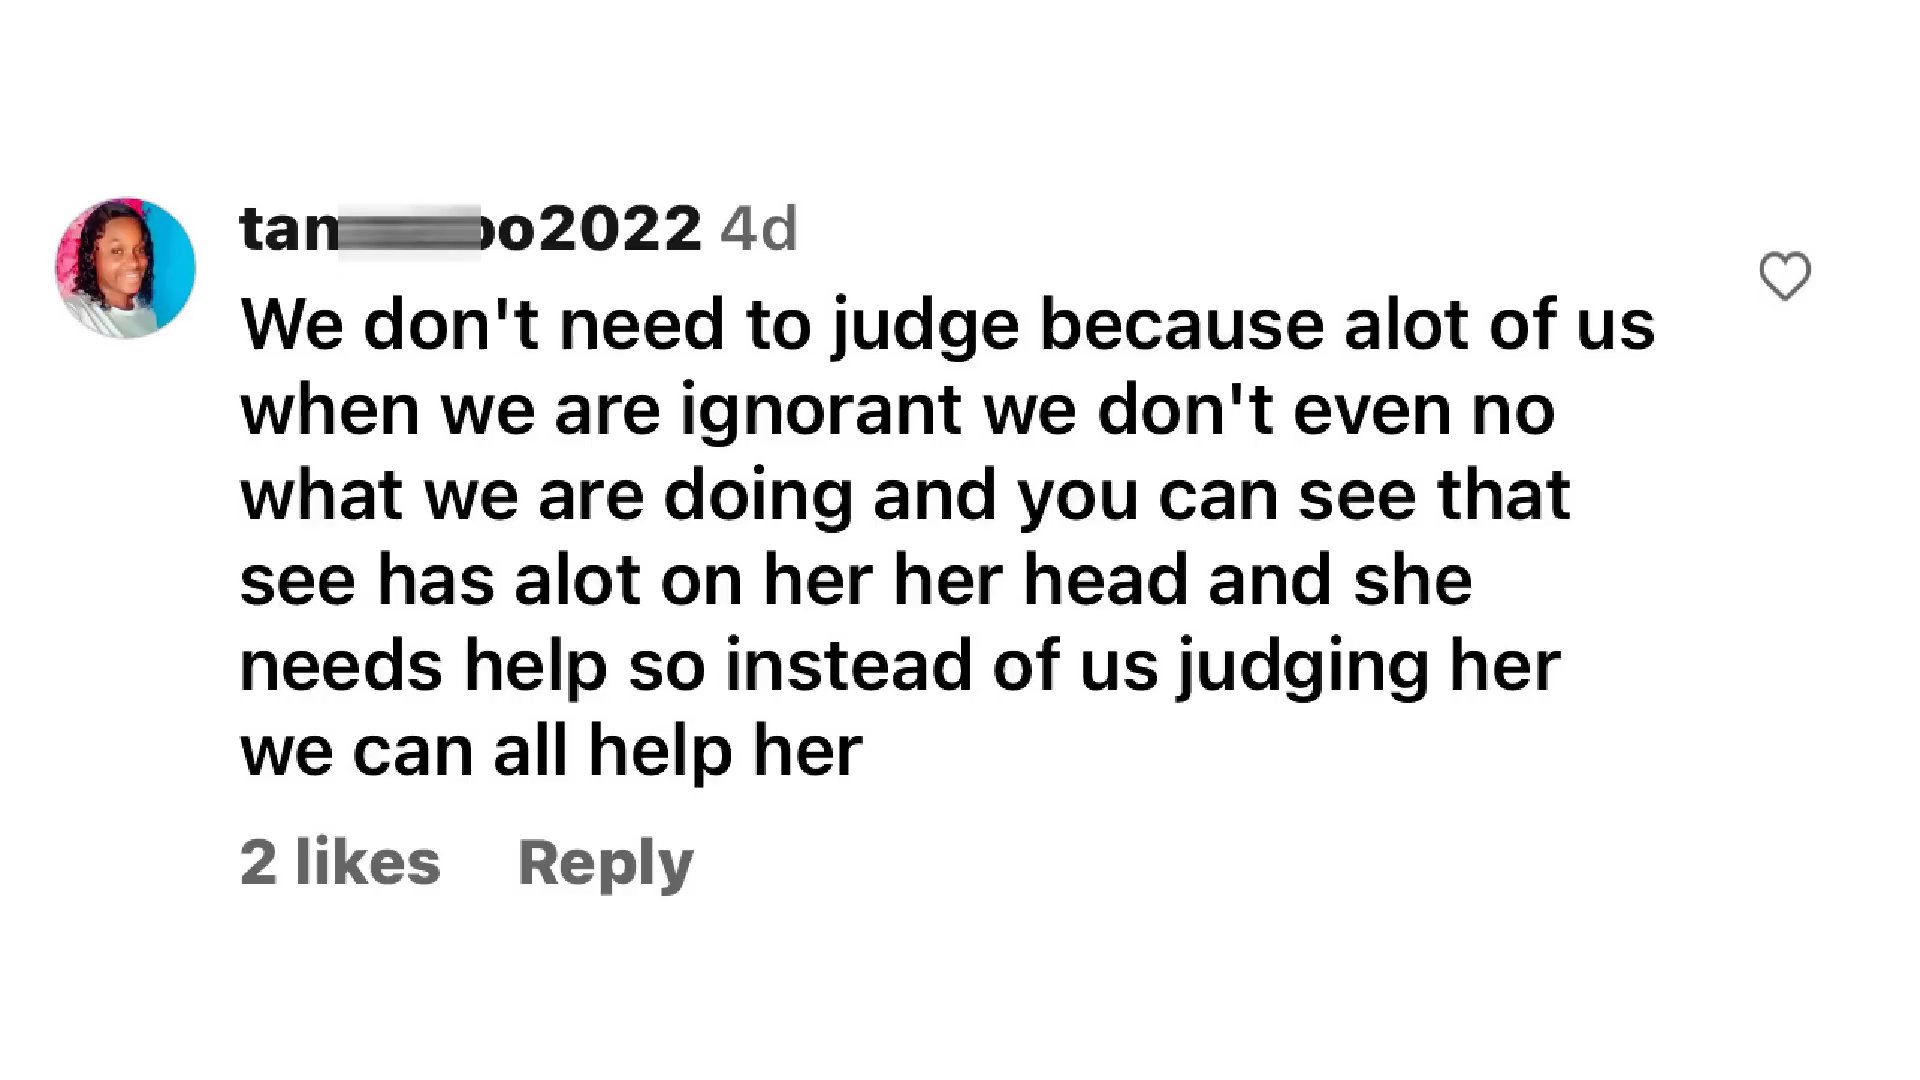 tan bo2022 4d
We don't need to judge because alot of us
when we are ignorant we don't even no
what we are doing and you can see that
see has alot on her her head and she
needs help so instead of us judging her
we can all help her
2 likes Reply